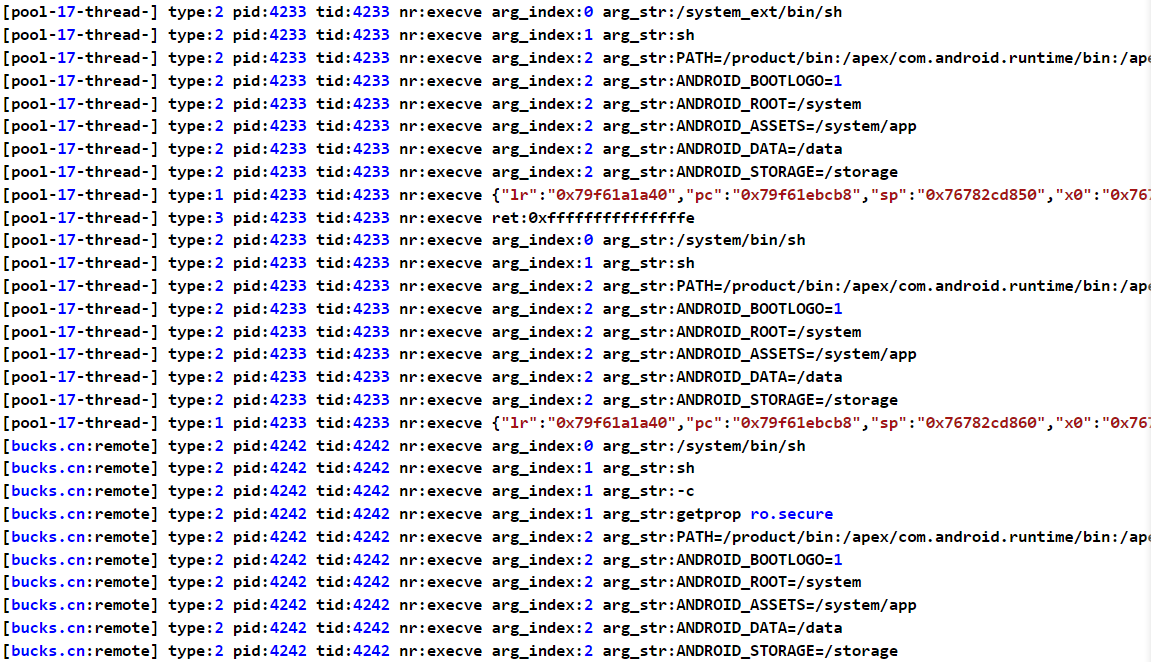 [pool-17-thread-] type:2 pid:4233 tid:4233 nr:execve arg_index:0 arg_str:/system_ext/bin/sh
[pool-17-thread-] type:2 pid:4233 tid:4233 nr:execve arg_index:1 arg_str:sh
[pool-17-thread-] type:2 pid:4233 tid:4233 nr:execve arg_index:2 arg_str:PATH=/product/bin:/apex/com.android.runtime/bin:/ape
[pool-17-thread-] type:2 pid:4233 tid:4233 nr:execve arg_index:2 arg_str:ANDROID_BOOTLOGO=1
[pool-17-thread-] type:2 pid:4233 tid:4233 nr:execve arg_index:2 arg_str:ANDROID_ROOT=/system
[pool-17-thread-] type:2 pid:4233 tid:4233 nr:execve arg_index:2 arg_str:ANDROID_ASSETS=/system/app
[pool-17-thread-] type:2 pid:4233 tid:4233 nr:execve arg_index:2 arg_str:ANDROID_DATA=/data
[pool-17-thread-] type:2 pid:4233 tid:4233 nr:execve arg_index:2 arg_str:ANDROID_STORAGE=/storage
[pool-17-thread-] type:1 pid:4233 tid:4233 nr:execve {"lr":"0x79f61a1a40","pc":"0x79f61ebcb8","sp":"0x76782cd850","x0":"0x767
[pool-17-thread-] type:3 pid:4233 tid:4233 nr:execve ret:0xfffffffffffffffe
[pool-17-thread-] type:2 pid:4233 tid:4233 nr:execve arg_index:0 arg_str:/system/bin/sh
[pool-17-thread-] type:2 pid:4233 tid:4233 nr:execve arg_index:1 arg_str:sh
[pool-17-thread-] type:2 pid:4233 tid:4233 nr:execve arg_index:2 arg_str:PATH=/product/bin:/apex/com.android.runtime/bin:/ape
[pool-17-thread-] type:2 pid:4233 tid:4233 nr:execve arg_index:2 arg_str:ANDROID_BOOTLOGO=1
[pool-17-thread-] type:2 pid:4233 tid:4233 nr:execve arg_index:2 arg_str:ANDROID_ROOT=/system
[pool-17-thread-] type:2 pid:4233 tid:4233 nr:execve arg_index:2 arg_str:ANDROID_ASSETS=/system/app
[pool-17-thread-] type:2 pid:4233 tid:4233 nr:execve arg_index:2 arg_str:ANDROID_DATA=/data
[pool-17-thread-] type:2 pid:4233 tid:4233 nr:execve arg_index:2 arg_str:ANDROID_STORAGE=/storage
[pool-17-thread-] type:1 pid:4233 tid:4233 nr:execve {"lr":"0x79f61a1a40","pc":"0x79f61ebcb8","sp":"0x76782cd860","x0":"0x767
[bucks.cn:remote] type:2 pid:4242 tid:4242 nr:execve arg_index:0 arg_str:/system/bin/sh
[bucks.cn:remote] type:2 pid:4242 tid:4242 nr:execve arg_index:1 arg_str:sh
[bucks.cn:remote] type:2 pid:4242 tid:4242 nr:execve arg_index:1 arg_str:-c
[bucks.cn:remote] type:2 pid:4242 tid:4242 nr:execve arg_index:1 arg_str:getprop ro.secure
[bucks.cn:remote] type:2 pid:4242 tid:4242 nr:execve arg_index:2 arg_str:PATH=/product/bin:/apex/com.android.runtime/bin:/ape
[bucks.cn:remote] type:2 pid:4242 tid:4242 nr:execve arg_index:2 arg_str:ANDROID_BOOTLOGO=1
[bucks.cn:remote] type:2 pid:4242 tid:4242 nr:execve arg_index:2 arg_str:ANDROID_ROOT=/system
[bucks.cn:remote] type:2 pid:4242 tid:4242 nr:execve arg_index:2 arg_str:ANDROID_ASSETS=/system/app
[bucks.cn:remote] type:2 pid:4242 tid:4242 nr:execve arg_index:2 arg_str:ANDROID_DATA=/data
[bucks.cn:remote] type:2 pid:4242 tid:4242 nr:execve arg_index:2 arg_str:ANDROID_STORAGE=/storage